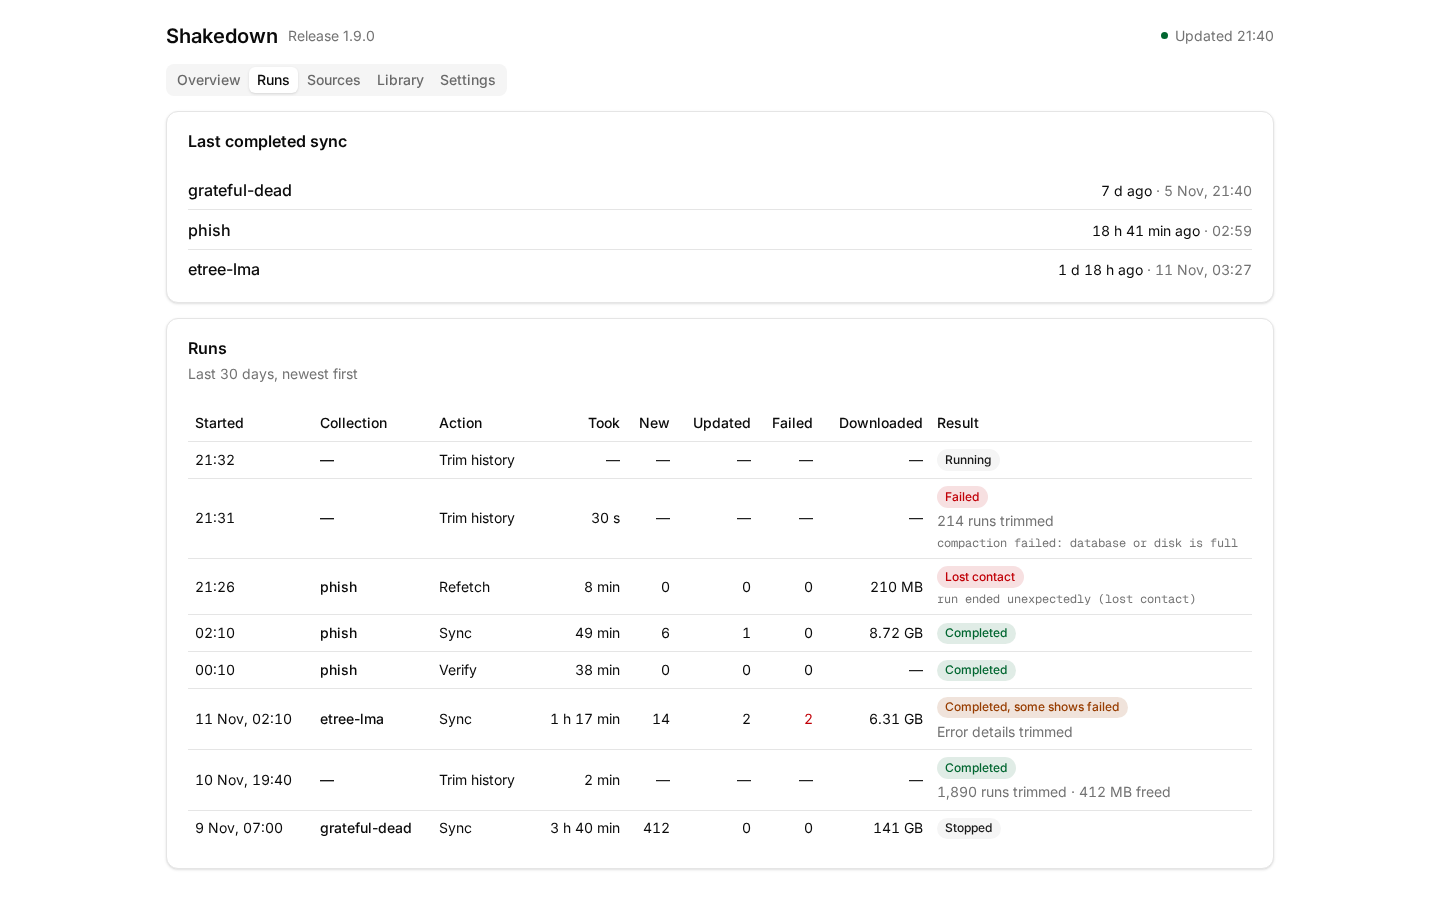 Shakedown Release 1.9.0 Updated 21:40
Overview Runs Sources Library Settings
Last completed sync
grateful-dead 7 d ago · 5 Nov, 21:40
phish 18 h 41 min ago · 02:59
etree-lma 1 d 18 h ago · 11 Nov, 03:27
Runs
Last 30 days, newest first
Started Collection Action Took New Updated Failed Downloaded Result
21:32 — Trim history — — — — — Running
21:31 — Trim history 30 s — — — — Failed
214 runs trimmed
compaction failed: database or disk is full
21:26 phish Refetch 8 min 0 0 0 210 MB Lost contact
run ended unexpectedly (lost contact)
02:10 phish Sync 49 min 6 1 0 8.72 GB Completed
00:10 phish Verify 38 min 0 0 0 — Completed
11 Nov, 02:10 etree-lma Sync 1 h 17 min 14 2 2 6.31 GB Completed, some shows failed
Error details trimmed
10 Nov, 19:40 — Trim history 2 min — — — — Completed
1,890 runs trimmed · 412 MB freed
9 Nov, 07:00 grateful-dead Sync 3 h 40 min 412 0 0 141 GB Stopped